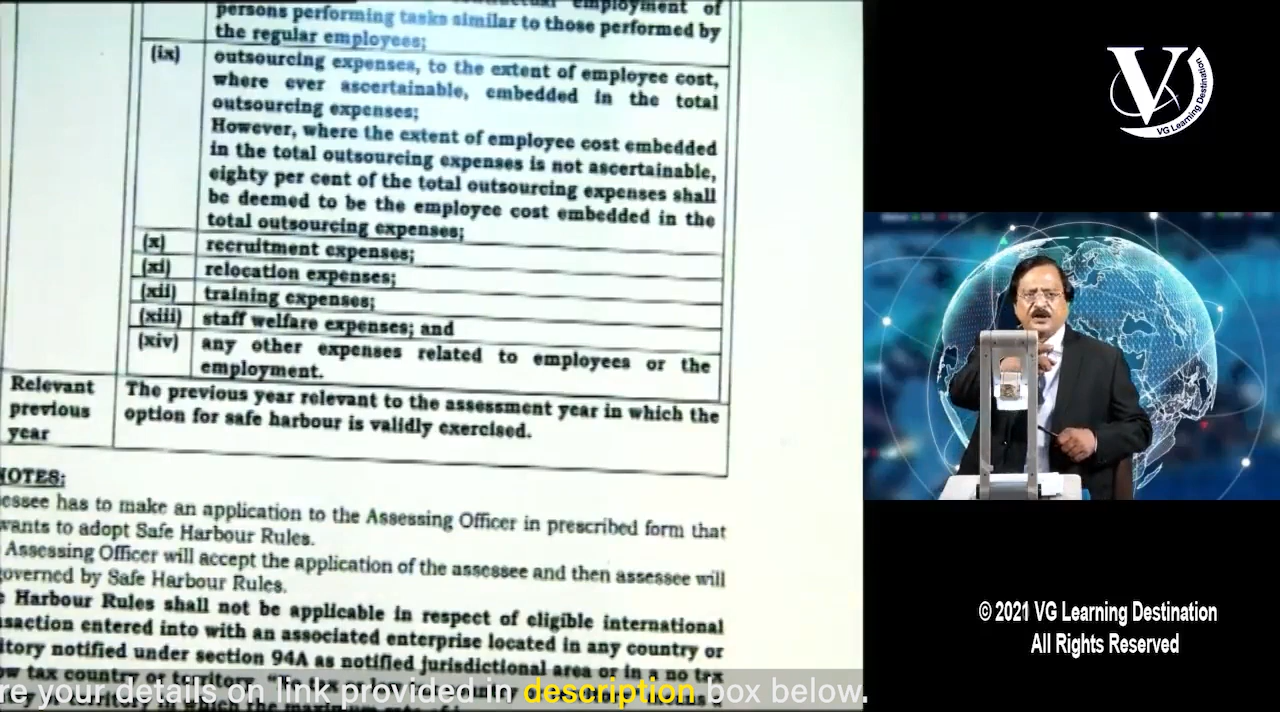 employment of
persons performing tasks similar to those performed by
the regular employees;
(ix) outsourcing expenses, to the extent of employee cost,
where ever ascertainable, embedded in the total
outsourcing expenses;
However, where the extent of employee cost embedded
in the total outsourcing expenses is not ascertainable,
eighty per cent of the total outsourcing expenses shall
be deemed to be the employee cost embedded in the
total outsourcing expenses;
(x) recruitment expenses;
(xi) relocation expenses;
(xii) training expenses;
(xiii) staff welfare expenses; and
(xiv) any other expenses related to employees or the
employment.
Relevant
previous
year
The previous year relevant to the assessment year in which the
option for safe harbour is validly exercised.
NOTES:
essee has to make an application to the Assessing Officer in prescribed form that
wants to adopt Safe Harbour Rules.
Assessing Officer will accept the application of the assessee and then assessee will
governed by Safe Harbour Rules.
Harbour Rules shall not be applicable in respect of eligible international
nsaction entered into with an associated enterprise located in any country or
itory notified under section 94A as notified jurisdictional area or in a no tax
ow tax country or territory.
re your details on link provided in description box below.
V
VG Learning Destination
© 2021 VG Learning Destination
All Rights Reserved